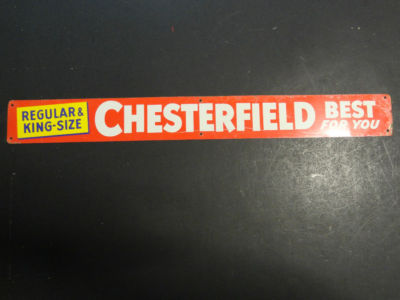 REGULAR &
KING-SIZE
CHESTERFIELD
BEST
FOR YOU